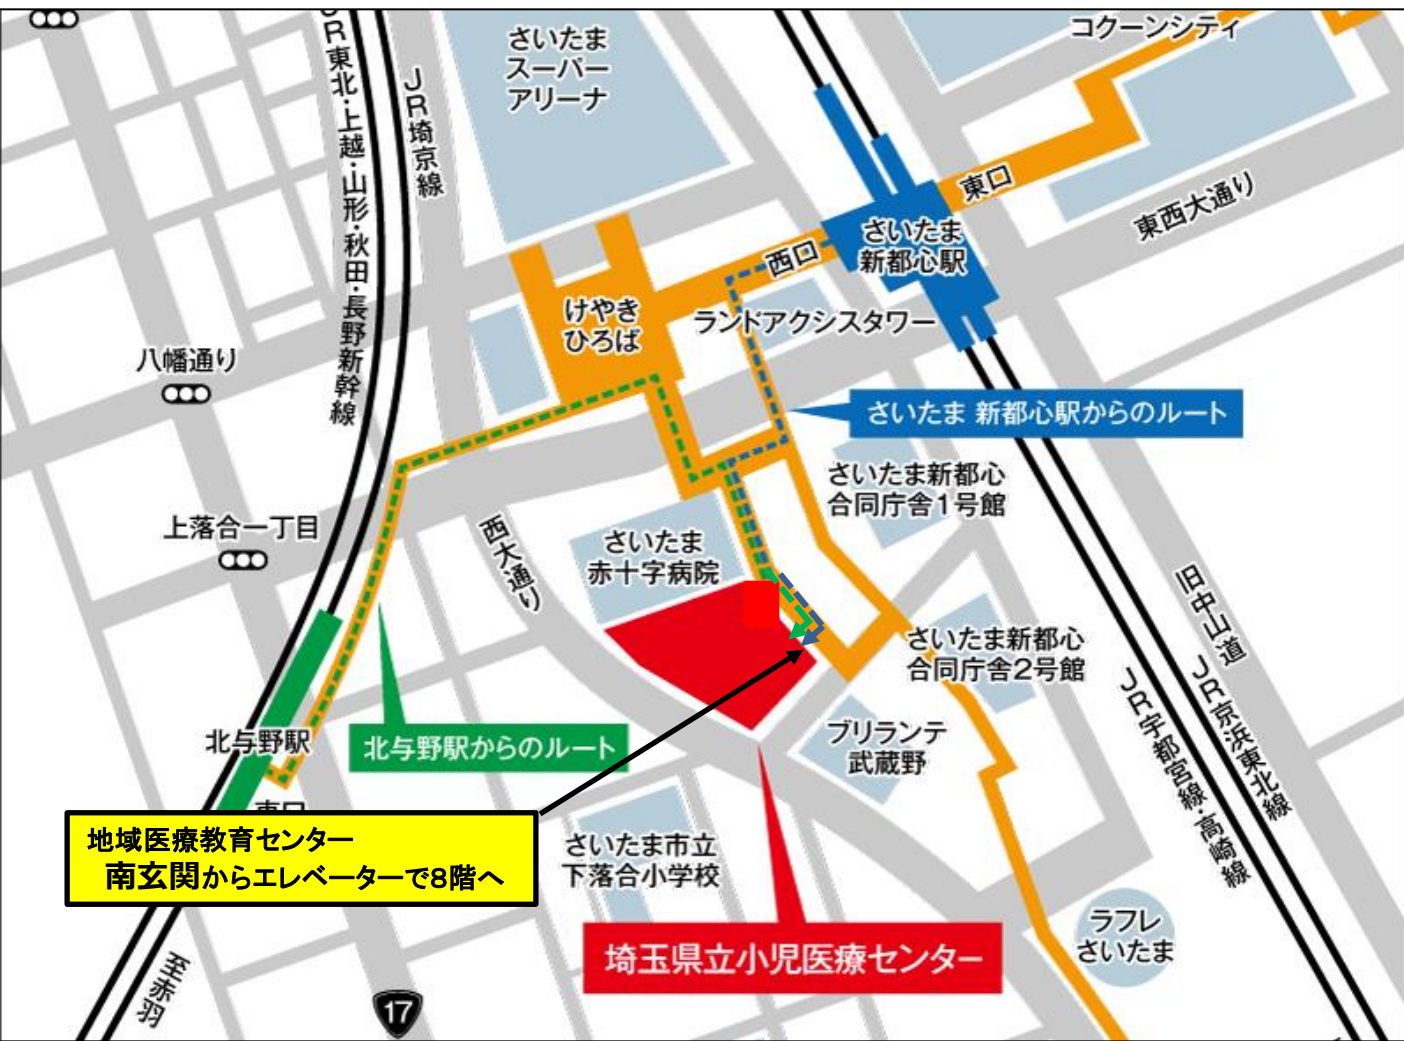 コクーンシティ
さいたま
スーパー
アリーナ
JR東北・上越・山形・秋田・長野新幹線
JR埼京線
東口
東西大通り
さいたま
新都心駅
西口
けやき
ひろば
ランドアクシスタワー
八幡通り
さいたま 新都心駅からのルート
さいたま新都心
合同庁舎1号館
上落合一丁目
西大通り
さいたま
赤十字病院
旧中山道
さいたま新都心
合同庁舎2号館
JR京浜東北線
JR宇都宮線・高崎線
北与野駅
北与野駅からのルート
ブリランテ
武蔵野
東口
地域医療教育センター
南玄関からエレベーターで8階へ
さいたま市立
下落合小学校
ラフレ
さいたま
埼玉県立小児医療センター
至赤羽
17